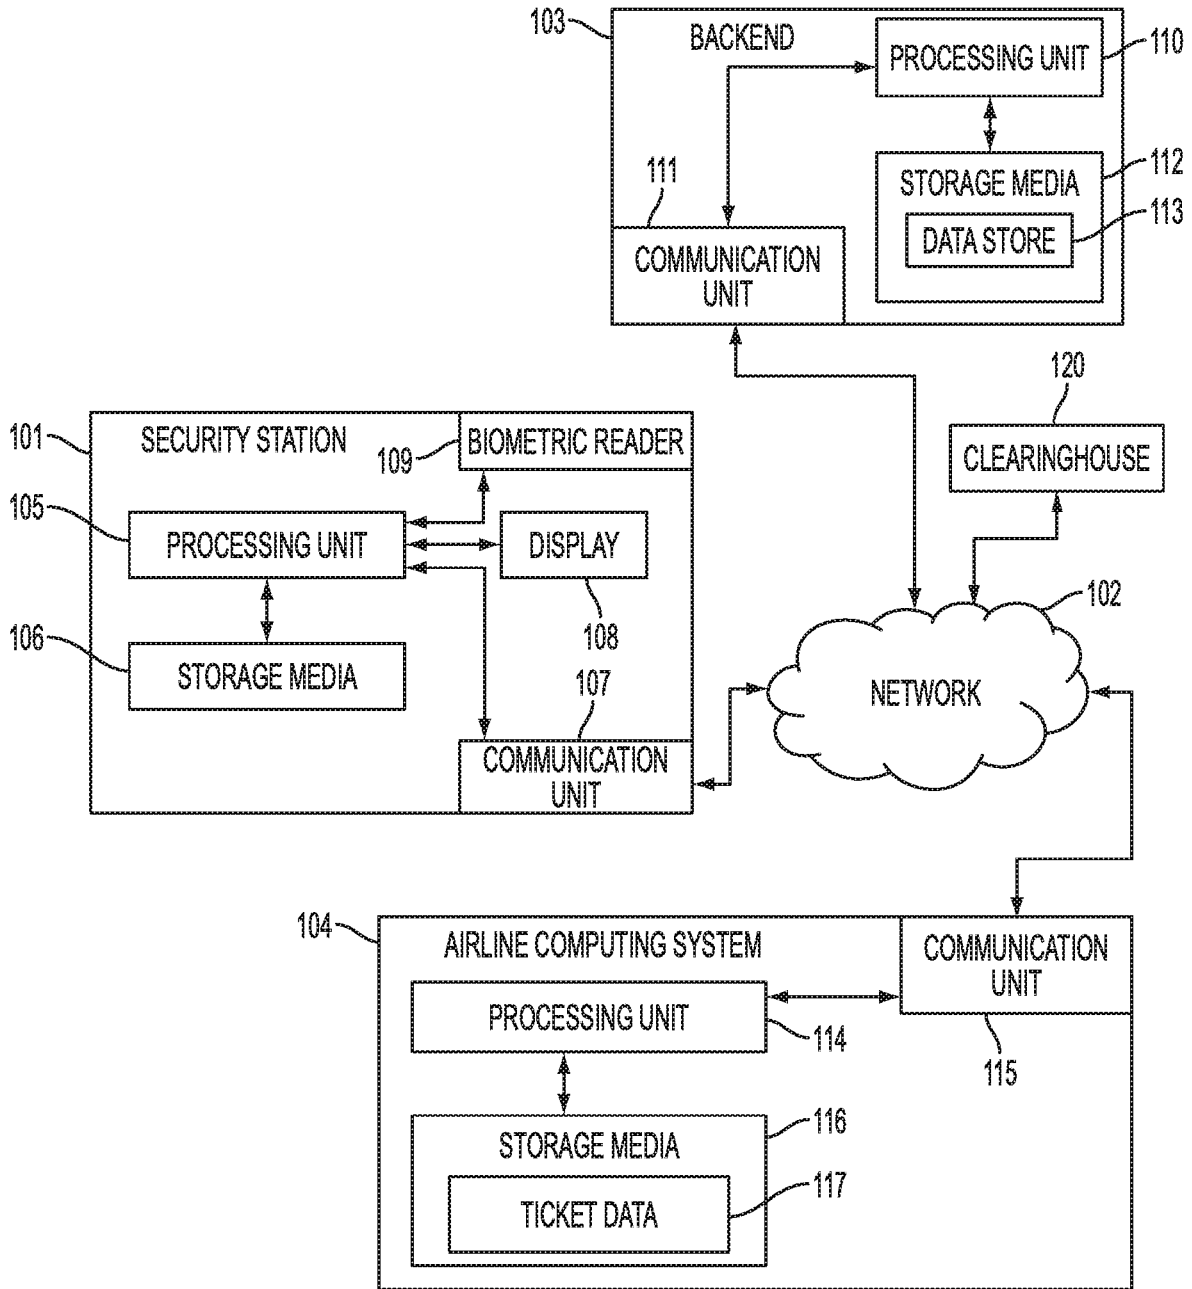 103
BACKEND
PROCESSING UNIT
110
111
STORAGE MEDIA
112
DATA STORE
113
COMMUNICATION
UNIT
120
CLEARINGHOUSE
101
SECURITY STATION
109
BIOMETRIC READER
105
PROCESSING UNIT
DISPLAY
108
106
STORAGE MEDIA
107
COMMUNICATION
UNIT
102
NETWORK
104
AIRLINE COMPUTING SYSTEM
COMMUNICATION
UNIT
115
PROCESSING UNIT
114
STORAGE MEDIA
116
TICKET DATA
117